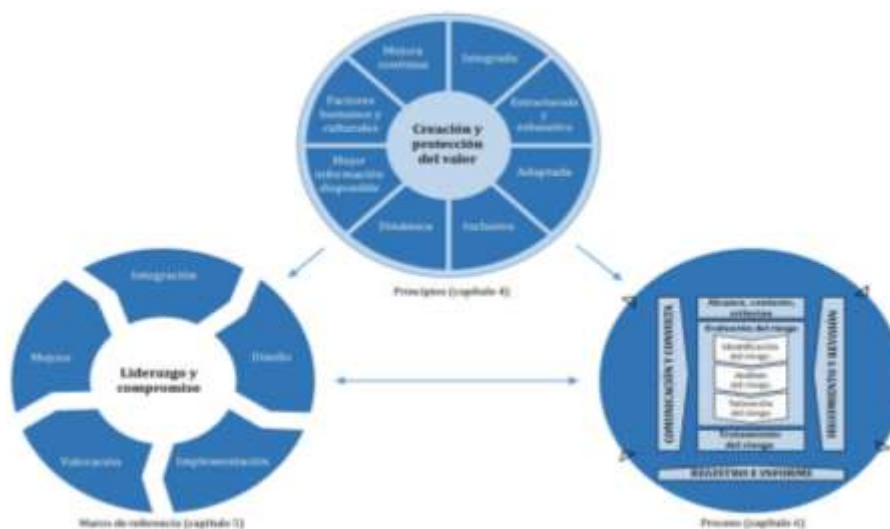 Mejora
continua
Integrada
Factores
humanos y
culturales
Estructurada
y
exhaustiva
Creación y
protección
del valor
Mejor
información
disponible
Adaptada
Dinámica
Inclusiva
Principios (capítulo 4)
Integración
Mejora
Diseño
Liderazgo y
compromiso
Valoración
Implementación
Marco de referencia (capítulo 5)
Alcance, contexto,
criterios
Evaluación del riesgo
Identificación
del riesgo
Análisis
del riesgo
Valoración
del riesgo
Tratamiento
del riesgo
COMUNICACIÓN Y CONSULTA
SEGUIMIENTO Y REVISIÓN
REGISTRO E INFORME
Proceso (capítulo 6)